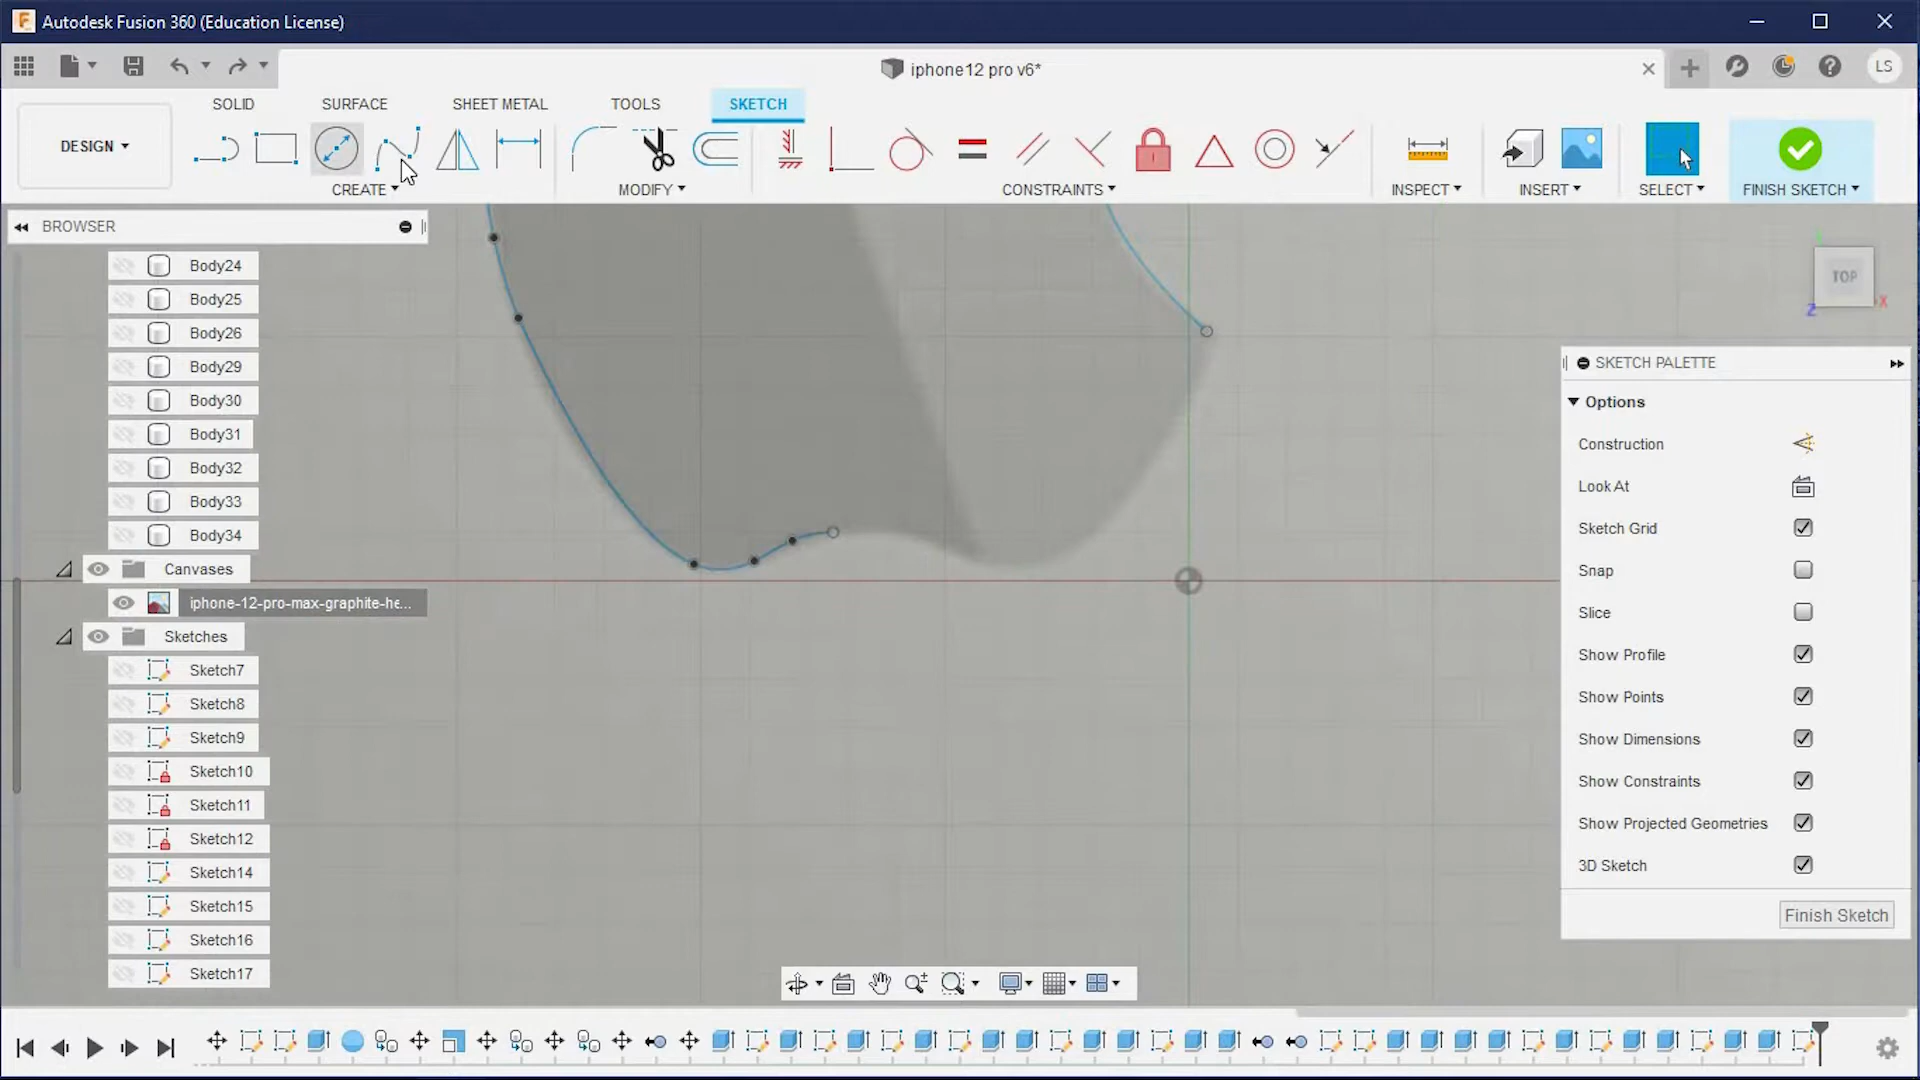 Autodesk Fusion 360 (Education License)
iphone12 pro v6*
LS
SOLID
SURFACE
SHEET METAL
TOOLS
SKETCH
DESIGN
CREATE
MODIFY
CONSTRAINTS
INSPECT
INSERT
SELECT
FINISH SKETCH
BROWSER
Body24
Body25
Body26
Body29
Body30
Body31
Body32
Body33
Body34
Canvases
iphone-12-pro-max-graphite-he...
Sketches
Sketch7
Sketch8
Sketch9
Sketch10
Sketch11
Sketch12
Sketch14
Sketch15
Sketch16
Sketch17
TOP
Z
X
SKETCH PALETTE
Options
Construction
Look At
Sketch Grid
Snap
Slice
Show Profile
Show Points
Show Dimensions
Show Constraints
Show Projected Geometries
3D Sketch
Finish Sketch